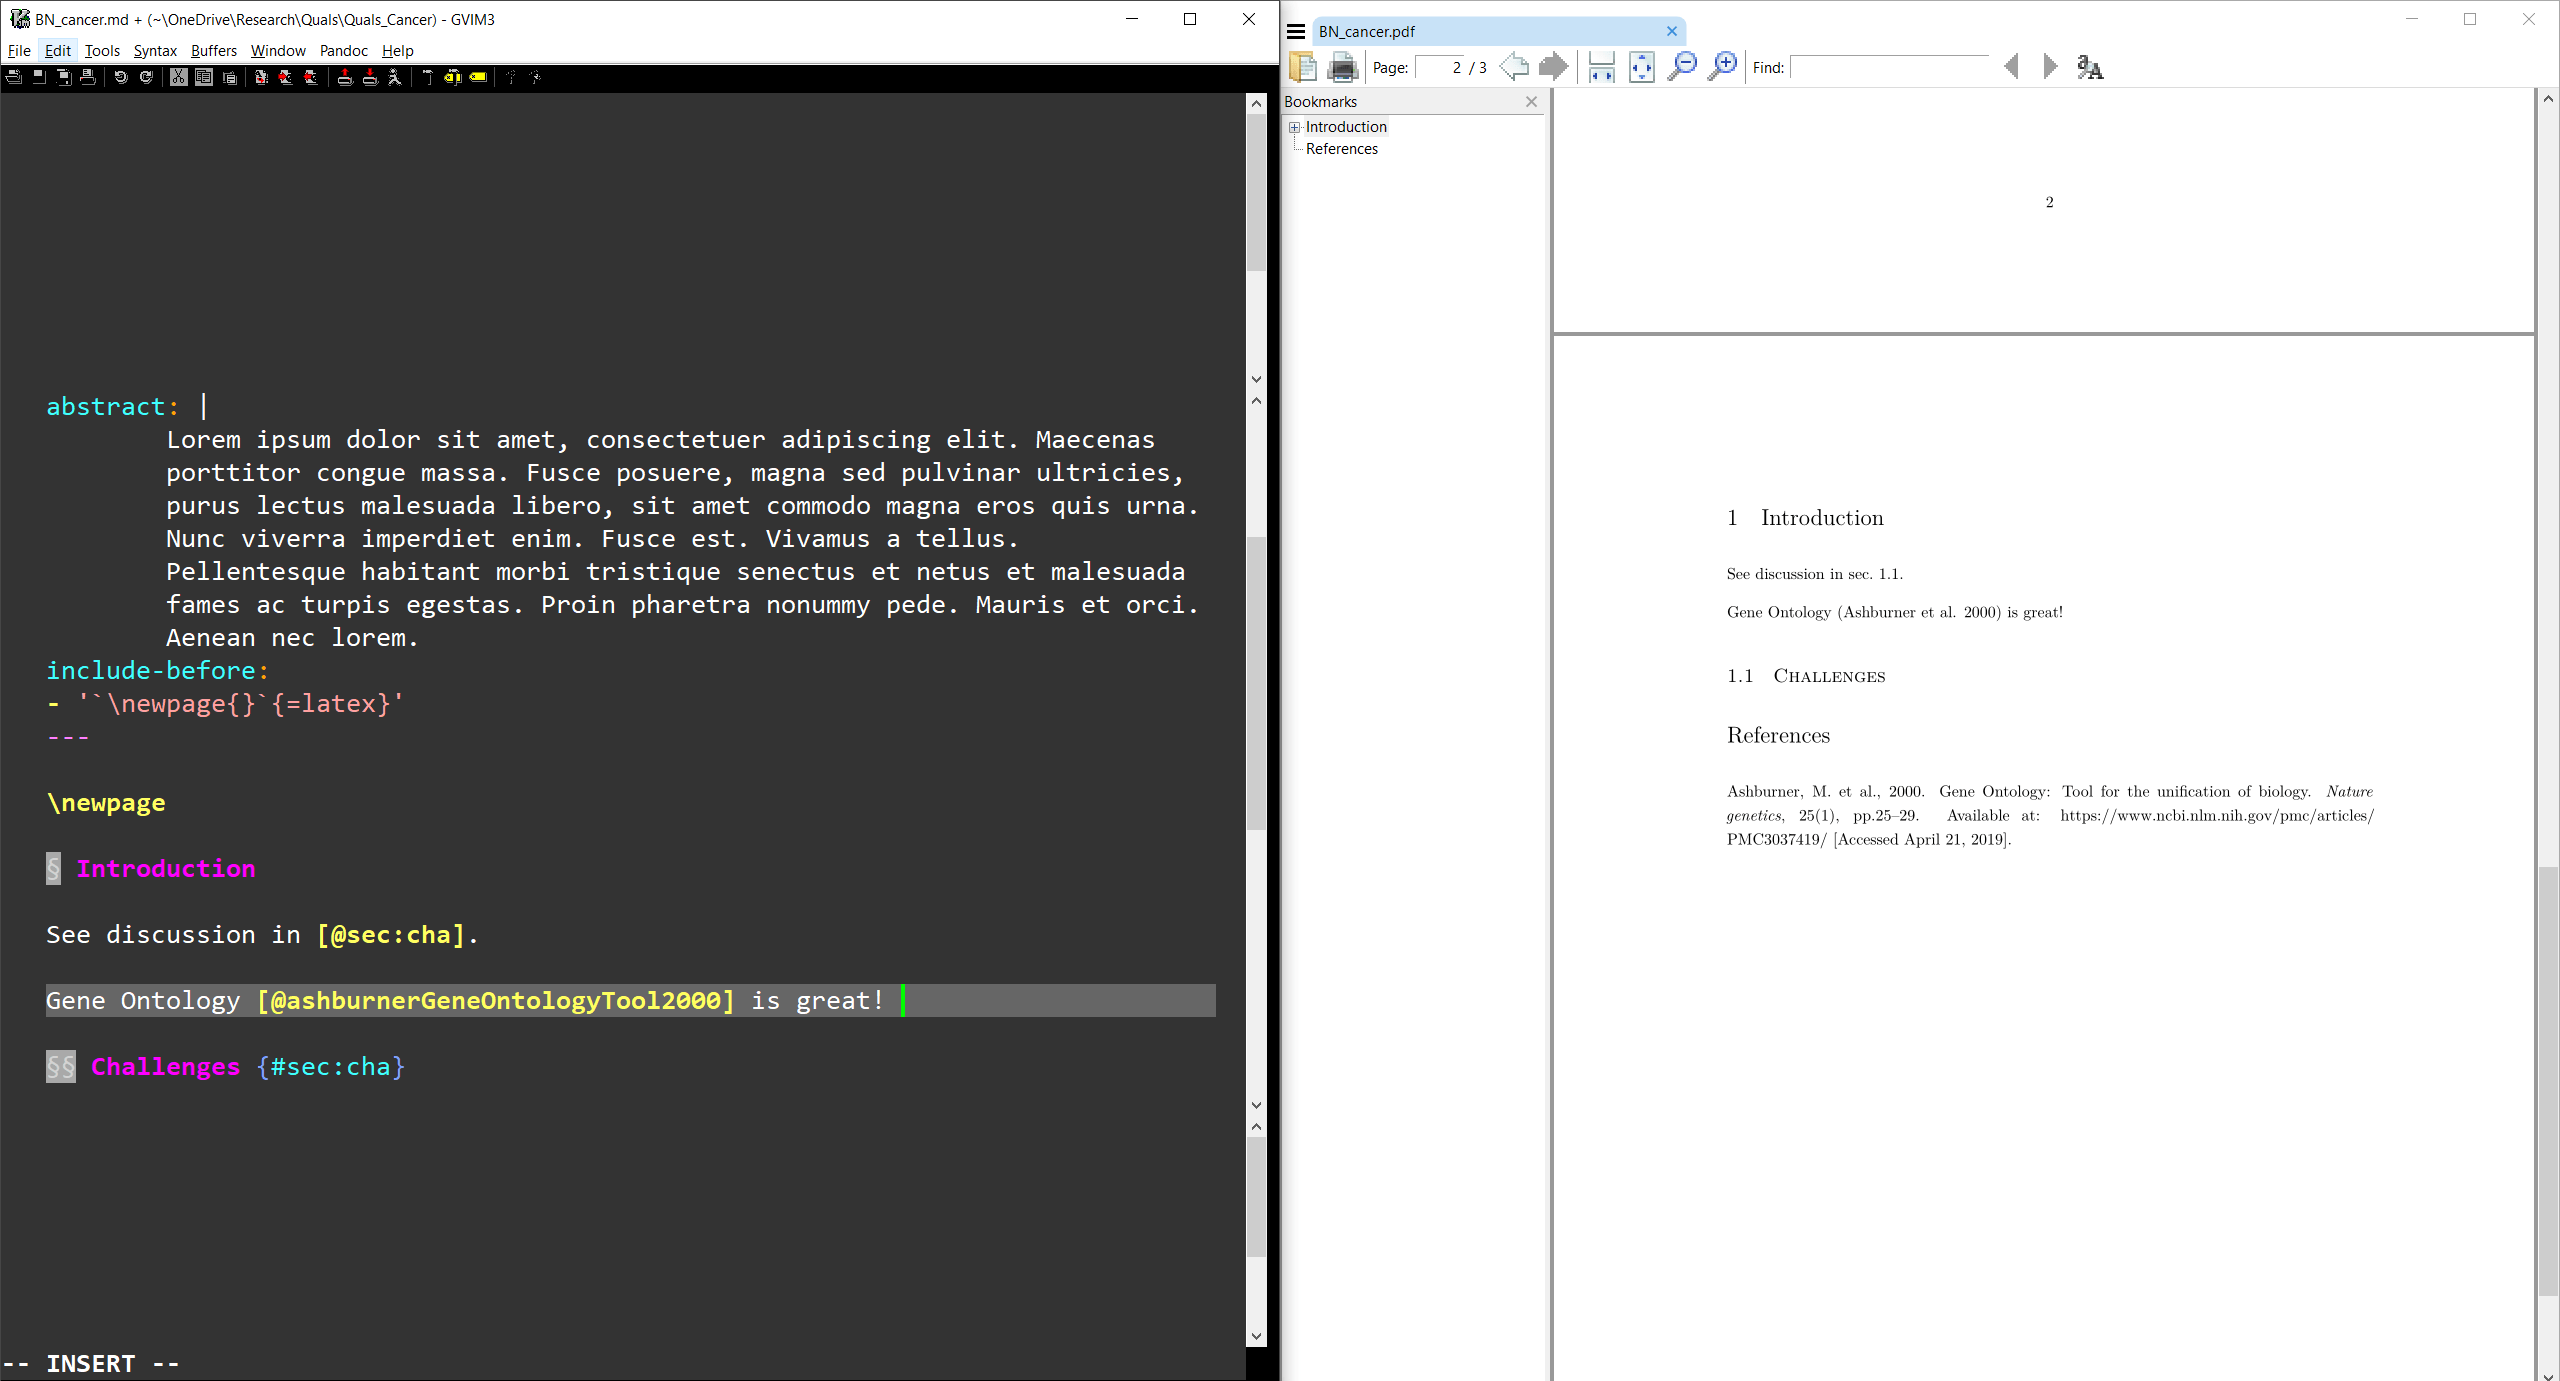 BN_cancer.md + (~\OneDrive\Research\Quals\Quals_Cancer) - GVIM3
File Edit Tools Syntax Buffers Window Pandoc Help
abstract: |
Lorem ipsum dolor sit amet, consectetuer adipiscing elit. Maecenas
porttitor congue massa. Fusce posuere, magna sed pulvinar ultricies,
purus lectus malesuada libero, sit amet commodo magna eros quis urna.
Nunc viverra imperdiet enim. Fusce est. Vivamus a tellus.
Pellentesque habitant morbi tristique senectus et netus et malesuada
fames ac turpis egestas. Proin pharetra nonummy pede. Mauris et orci.
Aenean nec lorem.
include-before:
- '`\newpage{}`{=latex}'
---
\newpage
§ Introduction
See discussion in [@sec:cha].
Gene Ontology [@ashburnerGeneOntologyTool2000] is great!
§§ Challenges {#sec:cha}
-- INSERT --
BN_cancer.pdf
Page: 2 / 3 Find:
Bookmarks
Introduction
References
2
1 Introduction
See discussion in sec. 1.1.
Gene Ontology (Ashburner et al. 2000) is great!
1.1 Challenges
References
Ashburner, M. et al., 2000. Gene Ontology: Tool for the unification of biology. Nature
genetics, 25(1), pp.25–29. Available at: https://www.ncbi.nlm.nih.gov/pmc/articles/
PMC3037419/ [Accessed April 21, 2019].